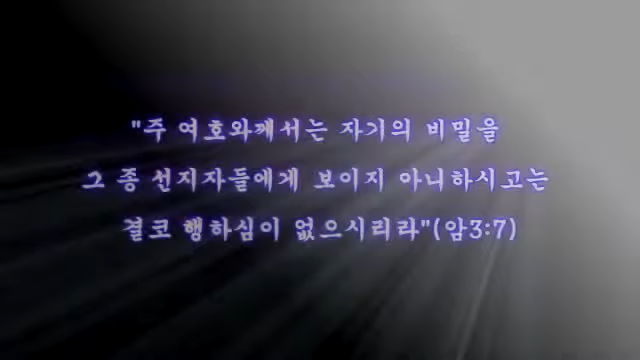 "주 여호와께서는 자기의 비밀을
그 종 선지자들에게 보이지 아니하시고는
결코 행하심이 없으시리라"(암3:7)